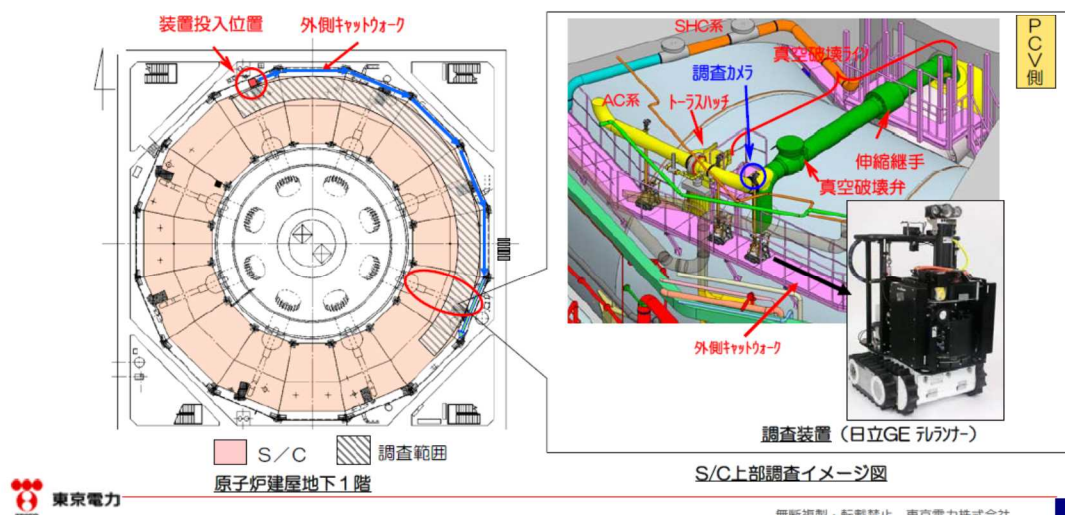 装置投入位置
外側キャットウォーク
S/C
調査範囲
原子炉建屋地下1階
PCV側
SHC系
真空破壊ライン
調査カメラ
AC系
トーラスハッチ
伸縮継手
真空破壊弁
外側キャットウォーク
調査装置（日立GE テレランナー）
S/C上部調査イメージ図
東京電力
無断複製・転載禁止 東京電力株式会社